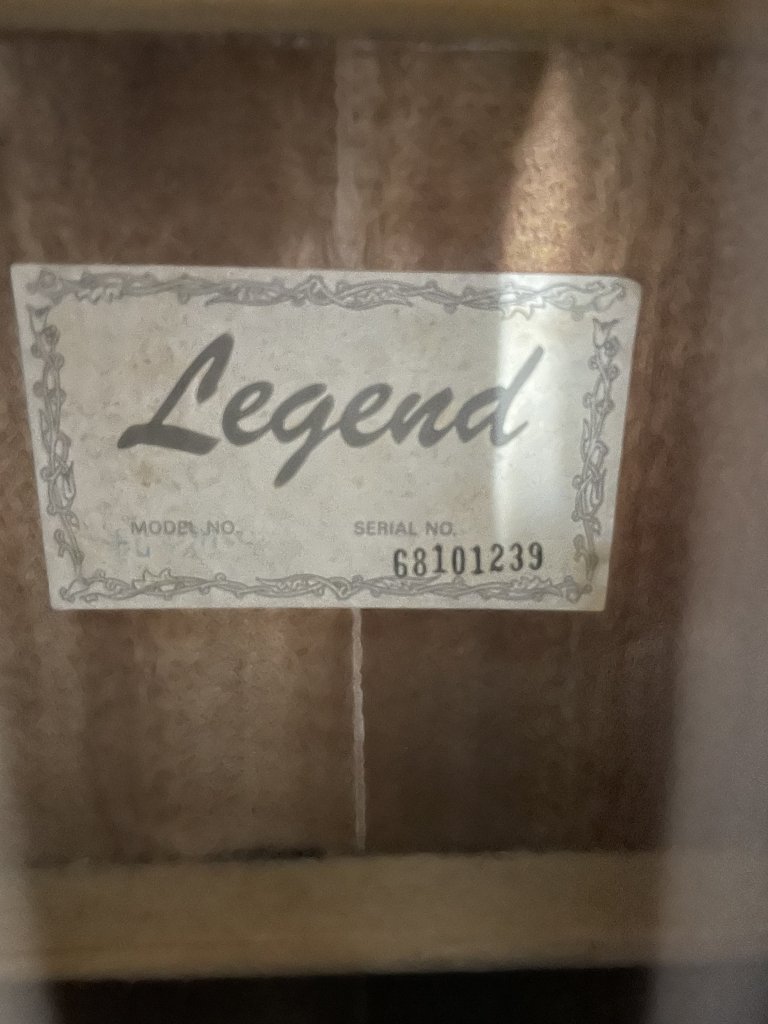 Legend
MODEL NO.
SERIAL NO.
68101239